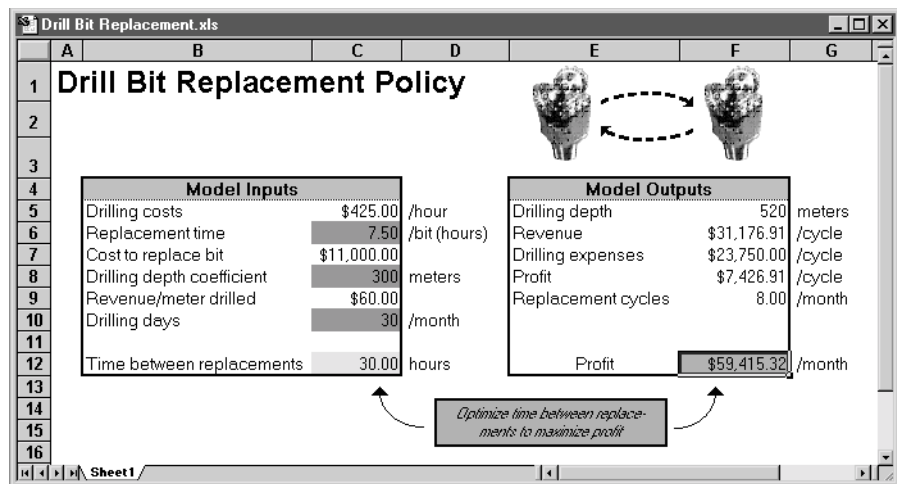 Drill Bit Replacement.xls
A B C D E F G
1 Drill Bit Replacement Policy
2
3
4 Model Inputs Model Outputs
5 Drilling costs $425.00 /hour Drilling depth 520 meters
6 Replacement time 7.50 /bit (hours) Revenue $31,176.91 /cycle
7 Cost to replace bit $11,000.00 Drilling expenses $23,750.00 /cycle
8 Drilling depth coefficient 300 meters Profit $7,426.91 /cycle
9 Revenue/meter drilled $60.00 Replacement cycles 8.00 /month
10 Drilling days 30 /month
11
12 Time between replacements 30.00 hours Profit $59,415.32 /month
13
14 Optimize time between replace-
15 ments to maximize profit
16
Sheet1